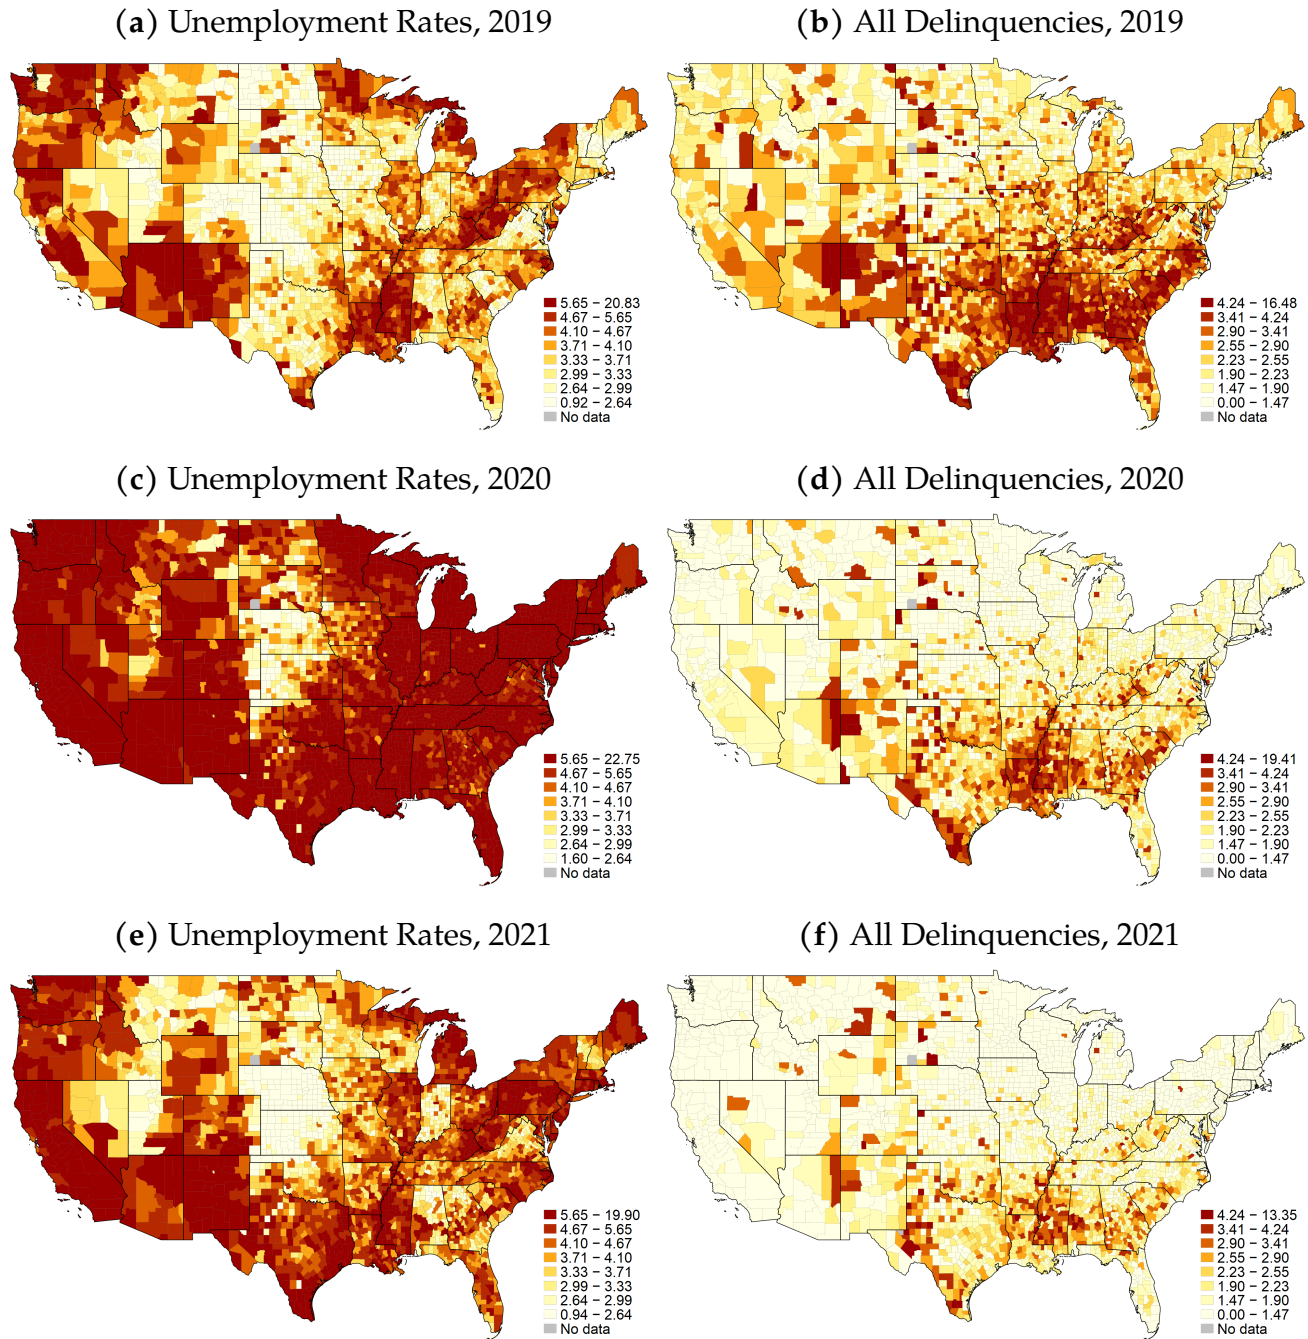 (a) Unemployment Rates, 2019
5.65 – 20.83
4.67 – 5.65
4.10 – 4.67
3.71 – 4.10
3.33 – 3.71
2.99 – 3.33
2.64 – 2.99
0.92 – 2.64
No data
(b) All Delinquencies, 2019
4.24 – 16.48
3.41 – 4.24
2.90 – 3.41
2.55 – 2.90
2.23 – 2.55
1.90 – 2.23
1.47 – 1.90
0.00 – 1.47
No data
(c) Unemployment Rates, 2020
5.65 – 22.75
4.67 – 5.65
4.10 – 4.67
3.71 – 4.10
3.33 – 3.71
2.99 – 3.33
2.64 – 2.99
1.60 – 2.64
No data
(d) All Delinquencies, 2020
4.24 – 19.41
3.41 – 4.24
2.90 – 3.41
2.55 – 2.90
2.23 – 2.55
1.90 – 2.23
1.47 – 1.90
0.00 – 1.47
No data
(e) Unemployment Rates, 2021
5.65 – 19.90
4.67 – 5.65
4.10 – 4.67
3.71 – 4.10
3.33 – 3.71
2.99 – 3.33
2.64 – 2.99
0.94 – 2.64
No data
(f) All Delinquencies, 2021
4.24 – 13.35
3.41 – 4.24
2.90 – 3.41
2.55 – 2.90
2.23 – 2.55
1.90 – 2.23
1.47 – 1.90
0.00 – 1.47
No data